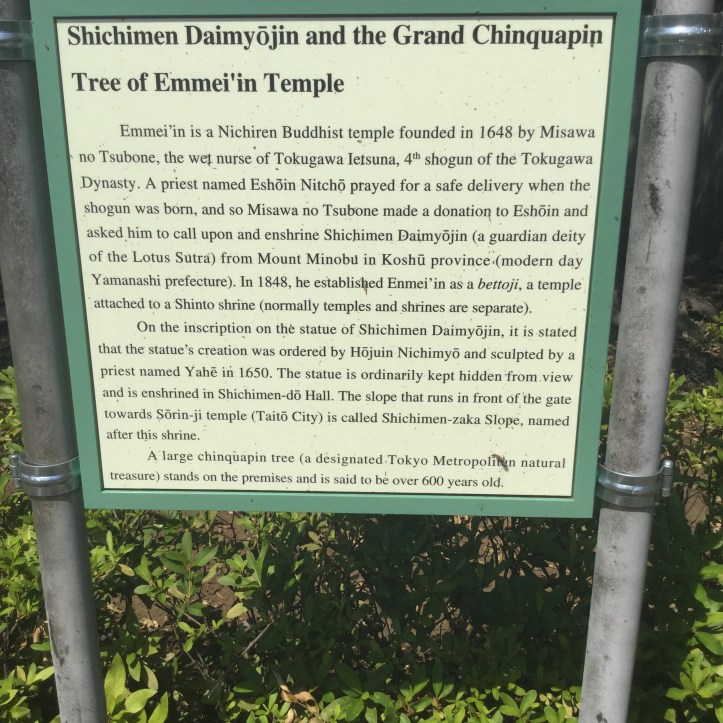 Shichimen Daimyōjin and the Grand Chinquapin
Tree of Emmei'in Temple
Emmei'in is a Nichiren Buddhist temple founded in 1648 by Misawa
no Tsubone, the wet nurse of Tokugawa Ietsuna, 4th shogun of the Tokugawa
Dynasty. A priest named Eshōin Nitchō prayed for a safe delivery when the
shogun was born, and so Misawa no Tsubone made a donation to Eshōin and
asked him to call upon and enshrine Shichimen Daimyōjin (a guardian deity
of the Lotus Sutra) from Mount Minobu in Koshū province (modern day
Yamanashi prefecture). In 1848, he established Enmei'in as a bettoji, a temple
attached to a Shinto shrine (normally temples and shrines are separate).
On the inscription on the statue of Shichimen Daimyōjin, it is stated
that the statue's creation was ordered by Hōjuin Nichimyō and sculpted by a
priest named Yahē in 1650. The statue is ordinarily kept hidden from view
and is enshrined in Shichimen-dō Hall. The slope that runs in front of the gate
towards Sōrin-ji temple (Taitō City) is called Shichimen-zaka Slope, named
after this shrine.
A large chinquapin tree (a designated Tokyo Metropolitan natural
treasure) stands on the premises and is said to be over 600 years old.